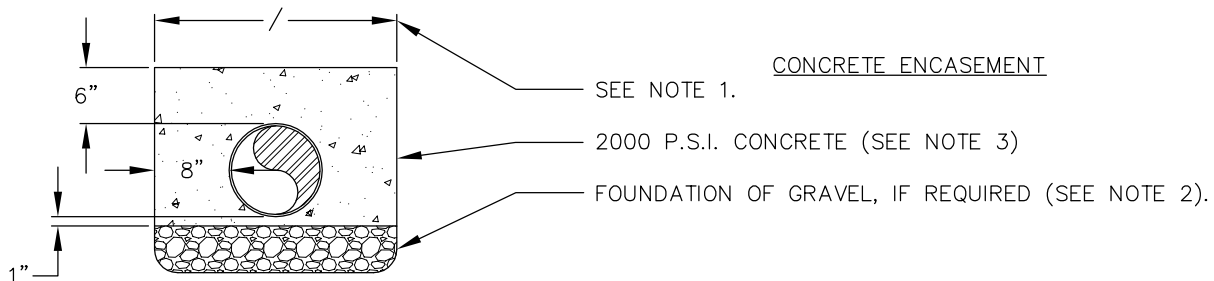 /
CONCRETE ENCASEMENT
6"
SEE NOTE 1.
2000 P.S.I. CONCRETE (SEE NOTE 3)
8"
FOUNDATION OF GRAVEL, IF REQUIRED (SEE NOTE 2).
1"